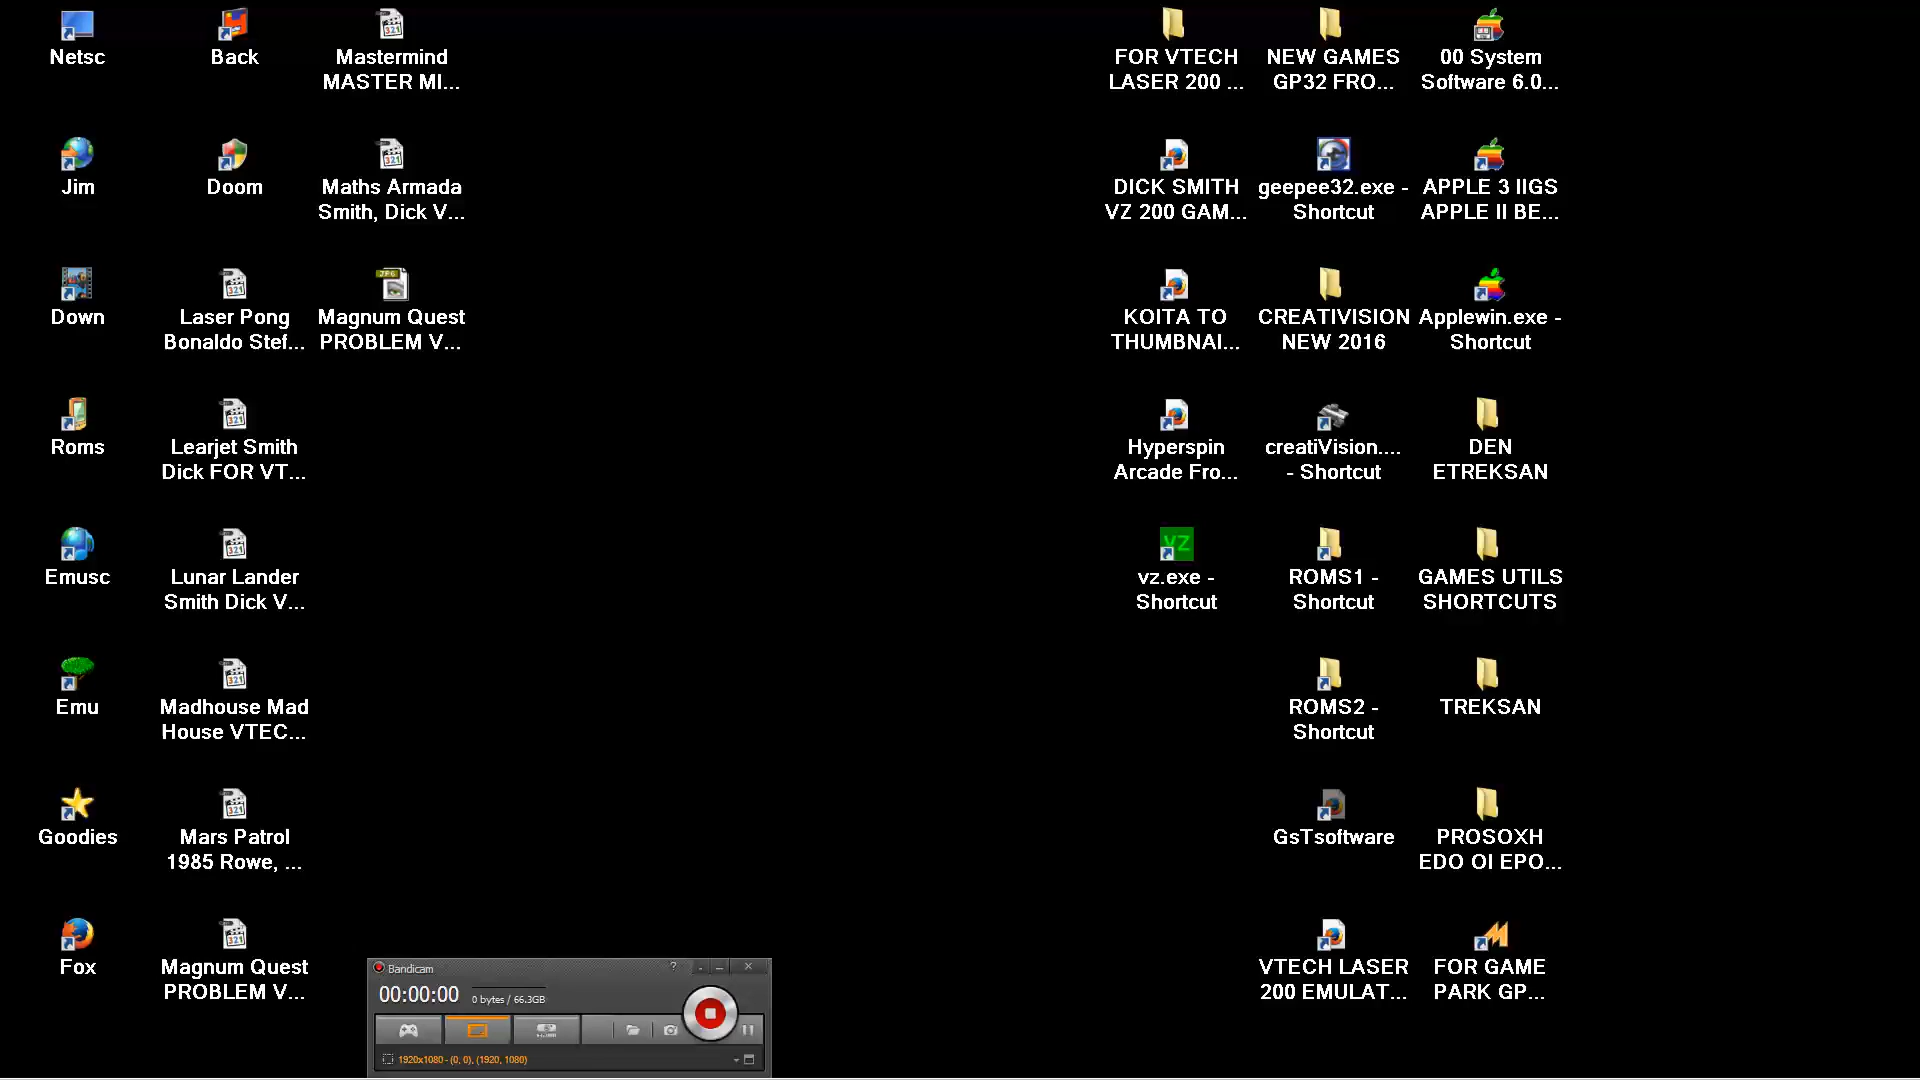 Netsc
Back
Mastermind
MASTER MI...
FOR VTECH
LASER 200 ...
NEW GAMES
GP32 FRO...
00 System
Software 6.0...
Jim
Doom
Maths Armada
Smith, Dick V...
DICK SMITH
VZ 200 GAM...
geepee32.exe -
Shortcut
APPLE 3 IIGS
APPLE II BE...
Down
Laser Pong
Bonaldo Stef...
JPG
Magnum Quest
PROBLEM V...
KOITA TO
THUMBNAI...
CREATIVISION
NEW 2016
Applewin.exe -
Shortcut
Roms
Learjet Smith
Dick FOR VT...
Hyperspin
Arcade Fro...
creatiVision....
- Shortcut
DEN
ETREKSAN
Emusc
Lunar Lander
Smith Dick V...
VZ
vz.exe -
Shortcut
ROMS1 -
Shortcut
GAMES UTILS
SHORTCUTS
Emu
Madhouse Mad
House VTEC...
ROMS2 -
Shortcut
TREKSAN
Goodies
Mars Patrol
1985 Rowe, ...
GsTsoftware
PROSOXH
EDO OI EPO...
Fox
Magnum Quest
PROBLEM V...
VTECH LASER
200 EMULAT...
FOR GAME
PARK GP...
Bandicam
00:00:00
0 bytes / 66.3GB
1920x1080 - (0, 0), (1920, 1080)